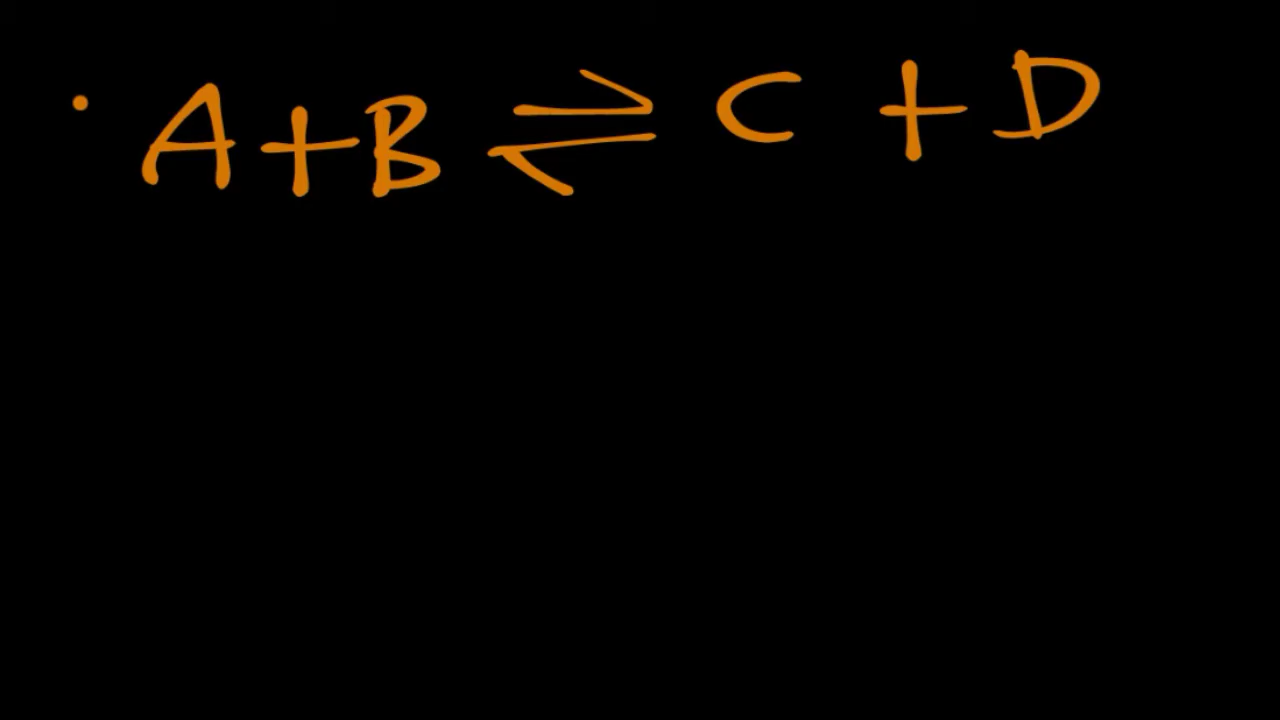 A + B ⇌ C + D